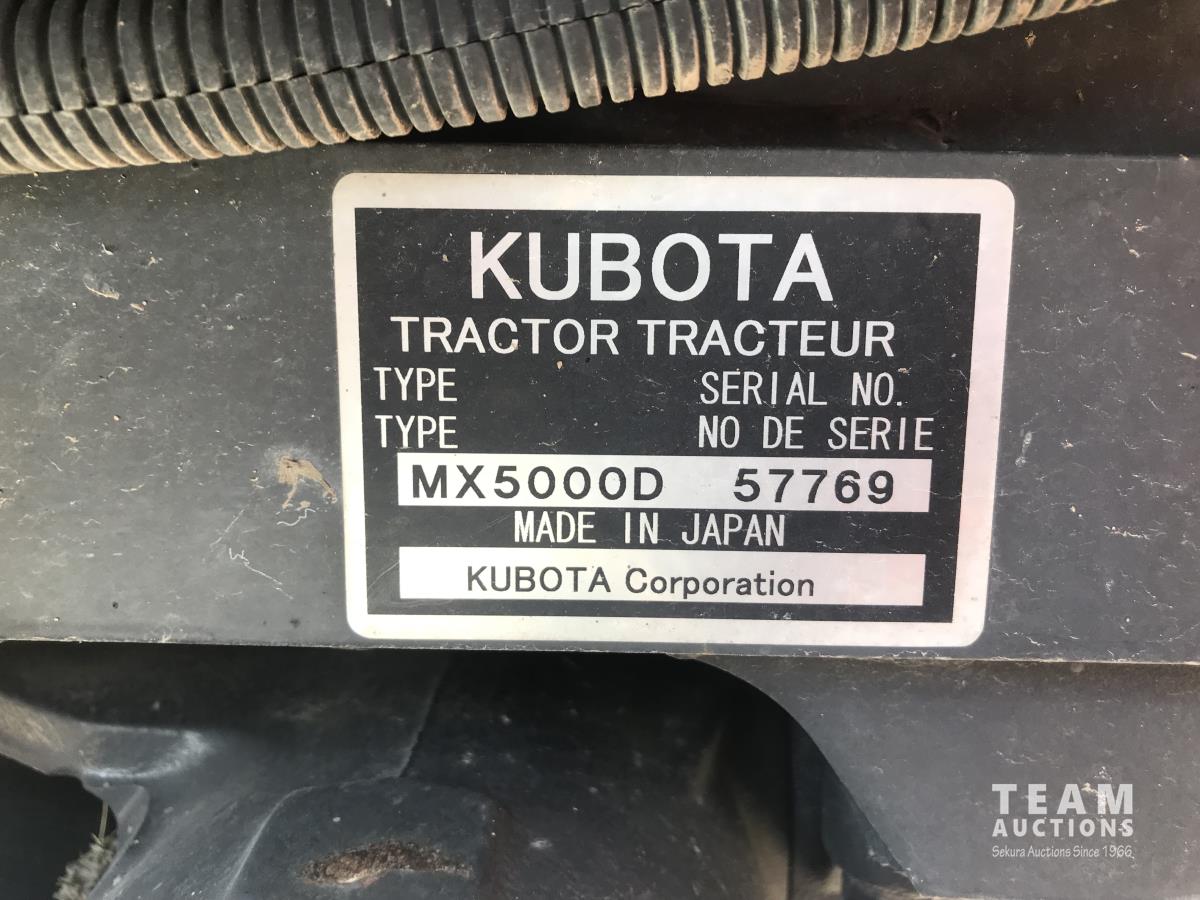 KUBOTA
TRACTOR TRACTEUR
TYPE SERIAL NO.
TYPE NO DE SERIE
MX5000D 57769
MADE IN JAPAN
KUBOTA Corporation
TEAM
AUCTIONS
Sekura Auctions Since 1966